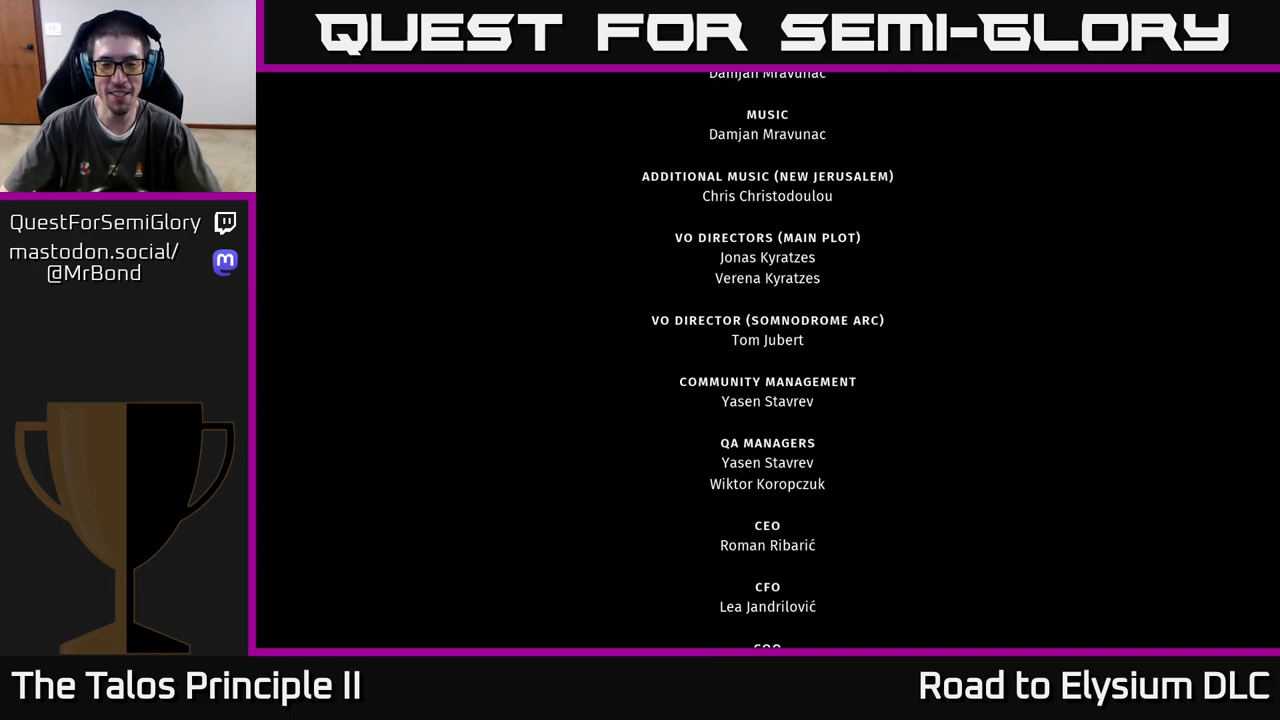 QUEST FOR SEMI-GLORY
QuestForSemiGlory
mastodon.social/
@MrBond
Damjan Mravunac
MUSIC
Damjan Mravunac
ADDITIONAL MUSIC (NEW JERUSALEM)
Chris Christodoulou
VO DIRECTORS (MAIN PLOT)
Jonas Kyratzes
Verena Kyratzes
VO DIRECTOR (SOMNODROME ARC)
Tom Jubert
COMMUNITY MANAGEMENT
Yasen Stavrev
QA MANAGERS
Yasen Stavrev
Wiktor Koropczuk
CEO
Roman Ribarić
CFO
Lea Jandrilović
The Talos Principle II
Road to Elysium DLC